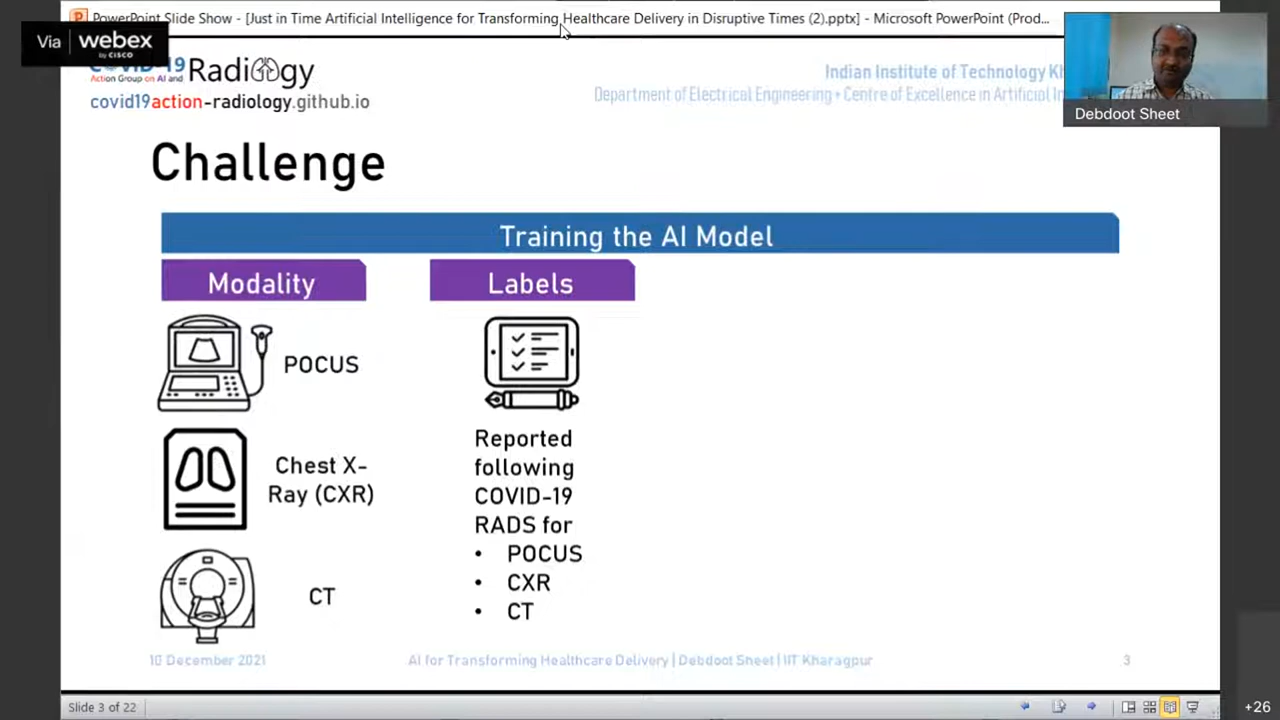 PowerPoint Slide Show - [Just in Time Artificial Intelligence for Transforming Healthcare Delivery in Disruptive Times (2).pptx] - Microsoft PowerPoint (Prod...
Via webex
by CISCO
COVID-19
Action Group on AI and Radiology
covid19action-radiology.github.io
Indian Institute of Technology Kh
Department of Electrical Engineering • Centre of Excellence in Artificial In
Debdoot Sheet
Challenge
Training the AI Model
Modality
Labels
POCUS
Chest X-
Ray (CXR)
CT
Reported
following
COVID-19
RADS for
• POCUS
• CXR
• CT
10 December 2021
AI for Transforming Healthcare Delivery | Debdoot Sheet | IIT Kharagpur
3
Slide 3 of 22
+26